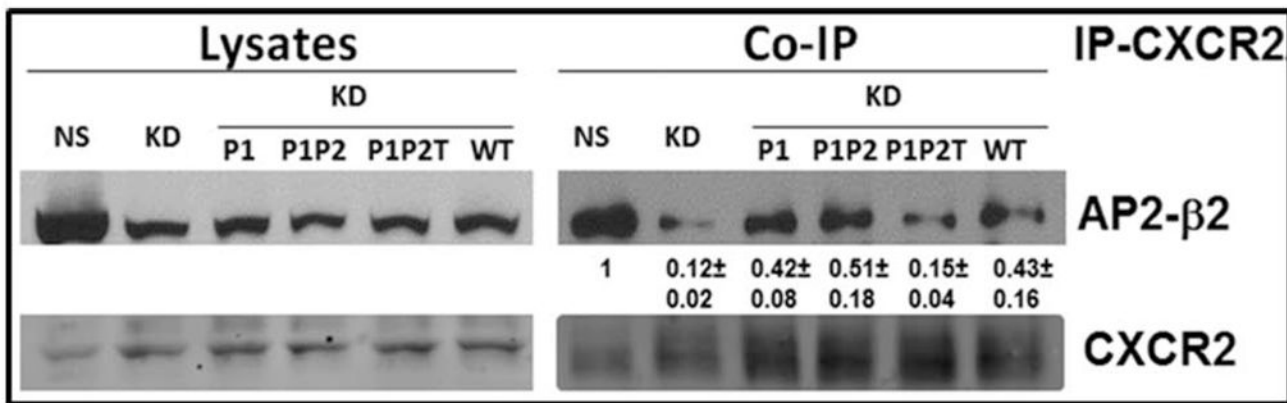 Lysates Co-IP IP-CXCR2
KD KD
NS KD P1 P1P2 P1P2T WT NS KD P1 P1P2 P1P2T WT
AP2-β2
1 0.12± 0.42± 0.51± 0.15± 0.43±
0.02 0.08 0.18 0.04 0.16
CXCR2